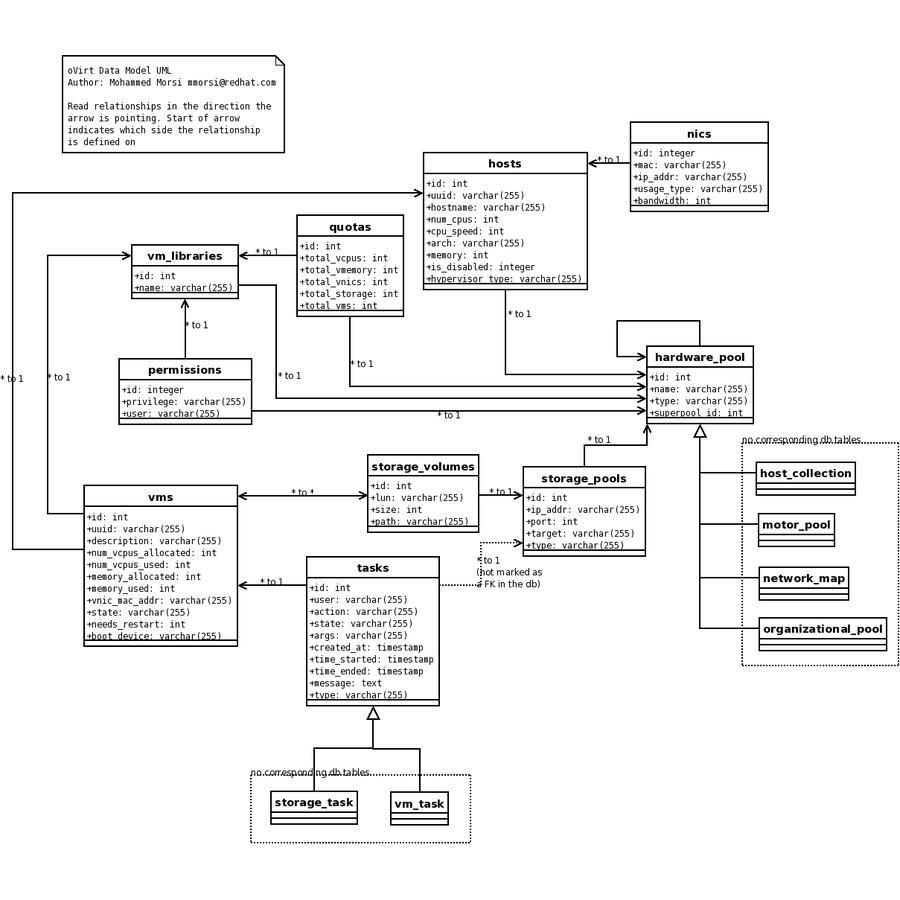 oVirt Data Model UML
Author: Mohammed Morsi mmorsi@redhat.com
Read relationships in the direction the
arrow is pointing. Start of arrow
indicates which side the relationship
is defined on
nics
+id: integer
+mac: varchar(255)
+ip_addr: varchar(255)
+usage_type: varchar(255)
+bandwidth: int
* to 1
hosts
+id: int
+uuid: varchar(255)
+hostname: varchar(255)
+num_cpus: int
+cpu_speed: int
+arch: varchar(255)
+memory: int
+is_disabled: integer
+hypervisor_type: varchar(255)
quotas
+id: int
+total_vcpus: int
+total_vmemory: int
+total_vnics: int
+total_storage: int
+total_vms: int
* to 1
vm_libraries
+id: int
+name: varchar(255)
* to 1
* to 1
* to 1
permissions
+id: integer
+privilege: varchar(255)
+user: varchar(255)
* to 1
* to 1
* to 1
* to 1
* to 1
hardware_pool
+id: int
+name: varchar(255)
+type: varchar(255)
+superpool_id: int
* to 1
storage_volumes
+id: int
+lun: varchar(255)
+size: int
+path: varchar(255)
* to *
* to 1
storage_pools
+id: int
+ip_addr: varchar(255)
+port: int
+target: varchar(255)
+type: varchar(255)
no corresponding db tables
host_collection
motor_pool
network_map
organizational_pool
vms
+id: int
+uuid: varchar(255)
+description: varchar(255)
+num_vcpus_allocated: int
+num_vcpus_used: int
+memory_allocated: int
+memory_used: int
+vnic_mac_addr: varchar(255)
+state: varchar(255)
+needs_restart: int
+boot_device: varchar(255)
* to 1
tasks
+id: int
+user: varchar(255)
+action: varchar(255)
+state: varchar(255)
+args: varchar(255)
+created_at: timestamp
+time_started: timestamp
+time_ended: timestamp
+message: text
+type: varchar(255)
* to 1
(not marked as
a FK in the db)
no corresponding db tables
storage_task
vm_task